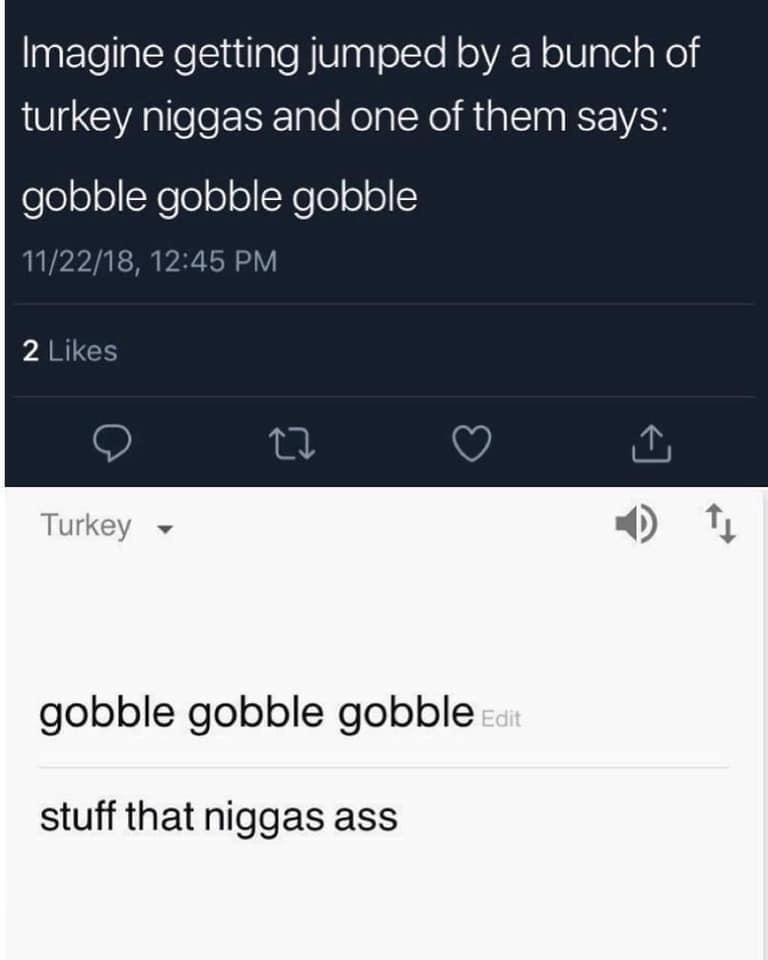 Imagine getting jumped by a bunch of
turkey niggas and one of them says:
gobble gobble gobble
11/22/18, 12:45 PM
2 Likes
Turkey
gobble gobble gobble Edit
stuff that niggas ass